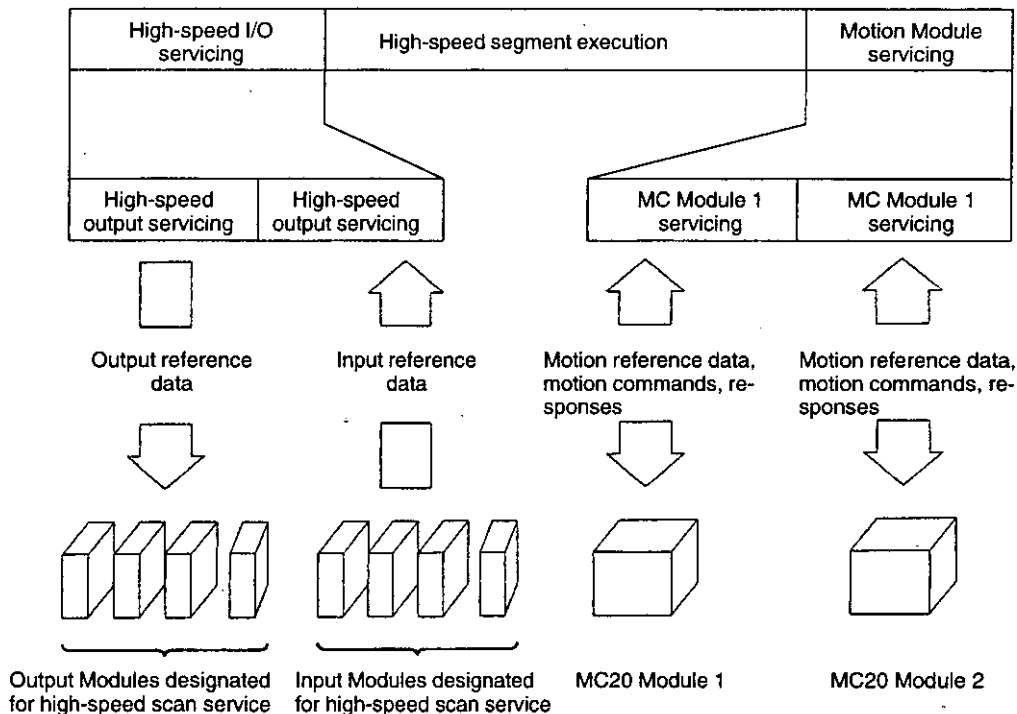 High-speed I/O
servicing
High-speed segment execution
Motion Module
servicing
High-speed
output servicing
High-speed
output servicing
MC Module 1
servicing
MC Module 1
servicing
Output reference
data
Input reference
data
Motion reference data,
motion commands, re-
sponses
Motion reference data,
motion commands, re-
sponses
Output Modules designated
for high-speed scan service
Input Modules designated
for high-speed scan service
MC20 Module 1
MC20 Module 2